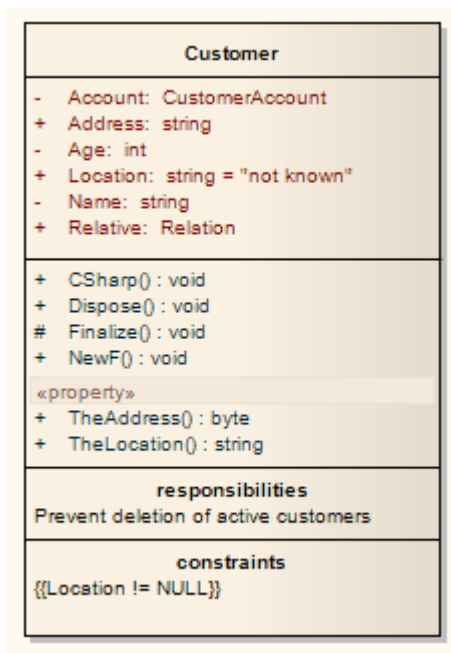 Customer
- Account: CustomerAccount
+ Address: string
- Age: int
+ Location: string = "not known"
- Name: string
+ Relative: Relation
+ CSharp() : void
+ Dispose() : void
# Finalize() : void
+ NewF() : void
«property»
+ TheAddress() : byte
+ TheLocation() : string
responsibilities
Prevent deletion of active customers
constraints
{{Location != NULL}}